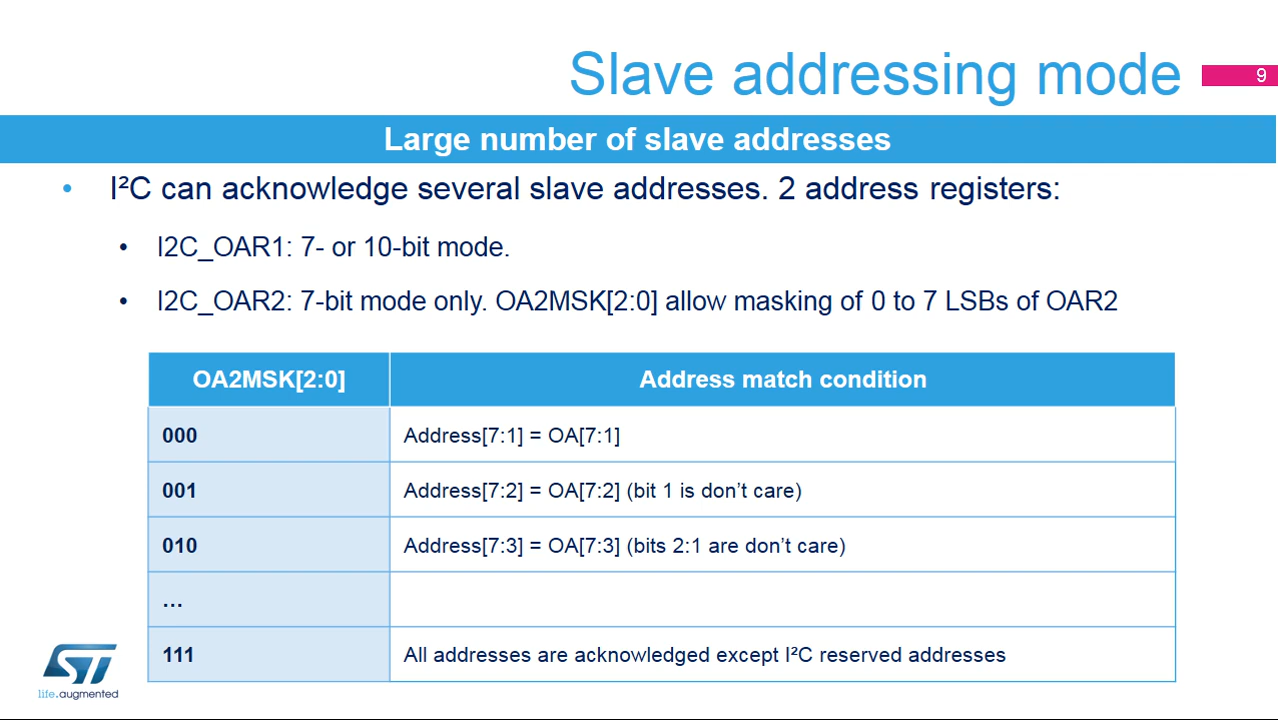 Slave addressing mode
9
Large number of slave addresses
• I²C can acknowledge several slave addresses. 2 address registers:
• I2C_OAR1: 7- or 10-bit mode.
• I2C_OAR2: 7-bit mode only. OA2MSK[2:0] allow masking of 0 to 7 LSBs of OAR2
OA2MSK[2:0] Address match condition
000 Address[7:1] = OA[7:1]
001 Address[7:2] = OA[7:2] (bit 1 is don’t care)
010 Address[7:3] = OA[7:3] (bits 2:1 are don’t care)
…
111 All addresses are acknowledged except I²C reserved addresses
ST
life.augmented